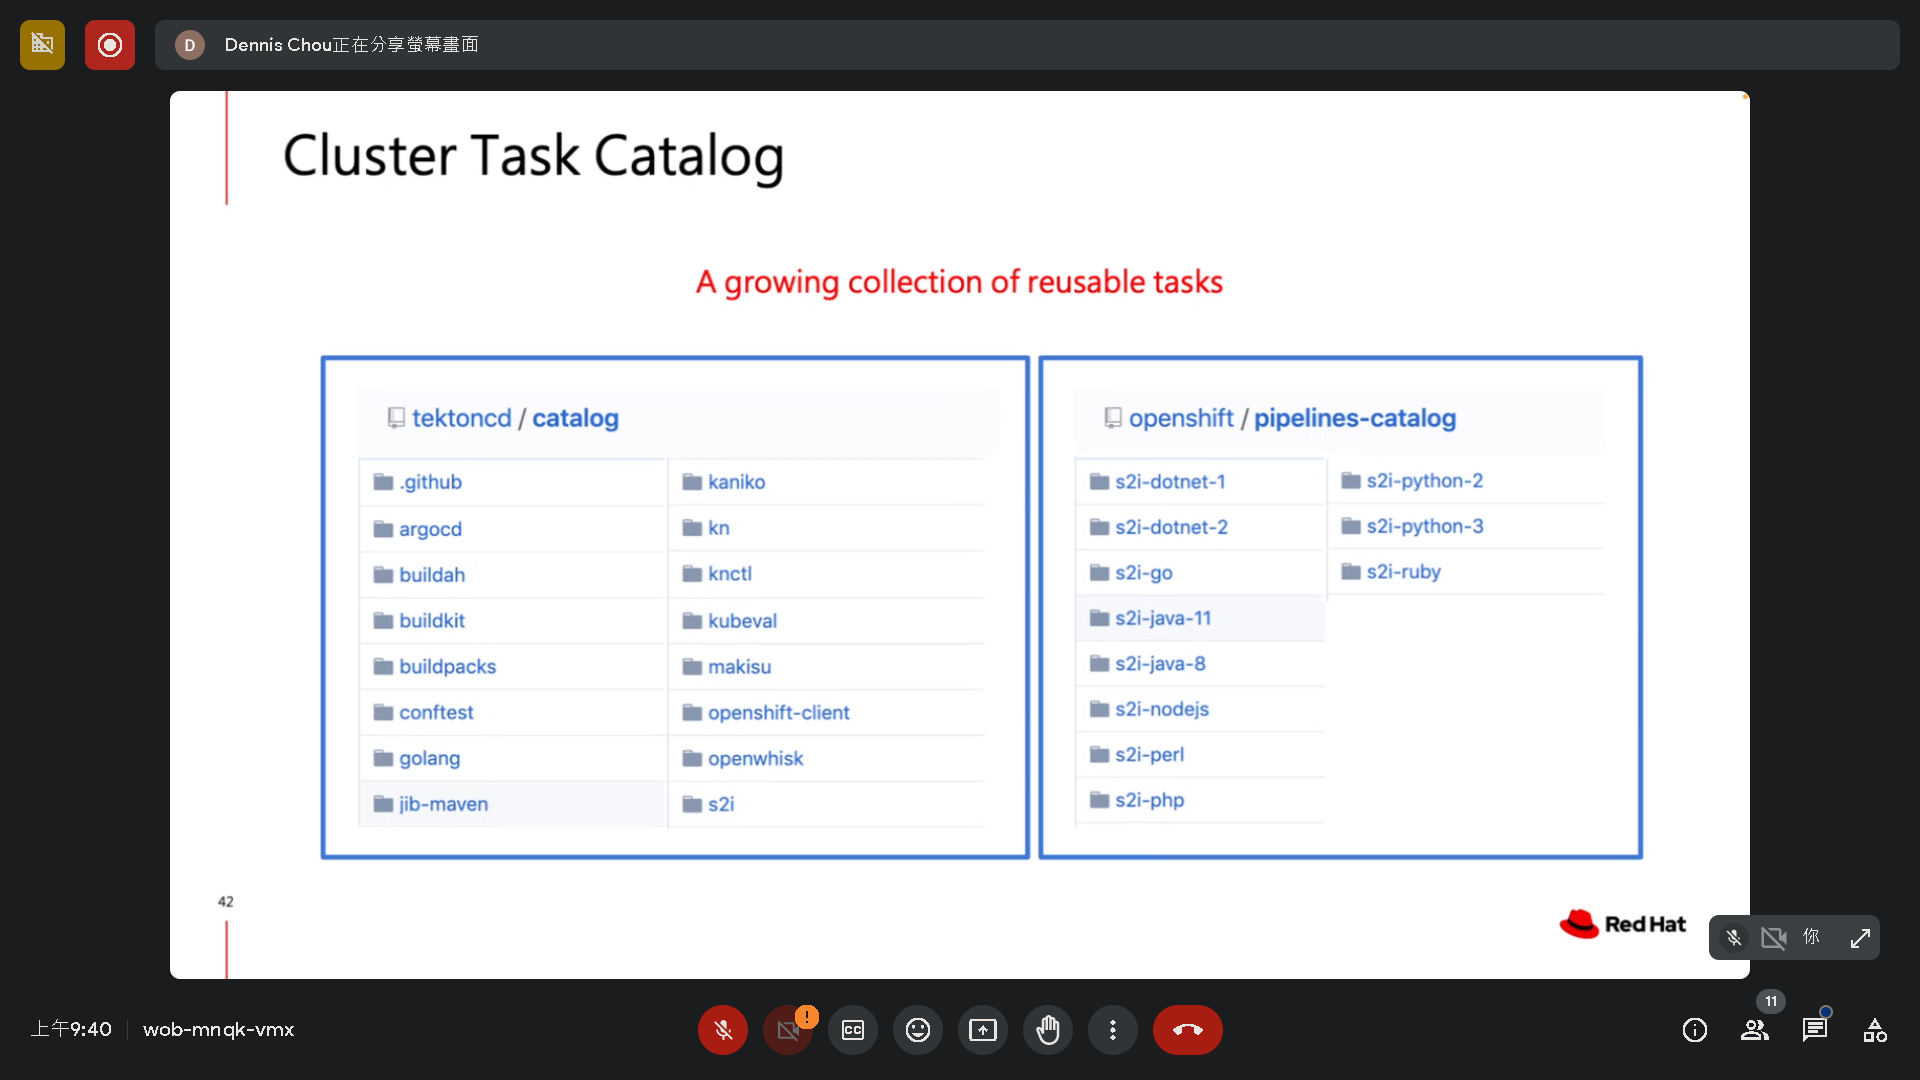 D Dennis Chou正在分享螢幕畫面
Cluster Task Catalog
A growing collection of reusable tasks
tektoncd / catalog
.github
argocd
buildah
buildkit
buildpacks
conftest
golang
jib-maven
kaniko
kn
knctl
kubeval
makisu
openshift-client
openwhisk
s2i
openshift / pipelines-catalog
s2i-dotnet-1
s2i-dotnet-2
s2i-go
s2i-java-11
s2i-java-8
s2i-nodejs
s2i-perl
s2i-php
s2i-python-2
s2i-python-3
s2i-ruby
42
Red Hat
你
上午9:40 wob-mnqk-vmx
!
CC
11